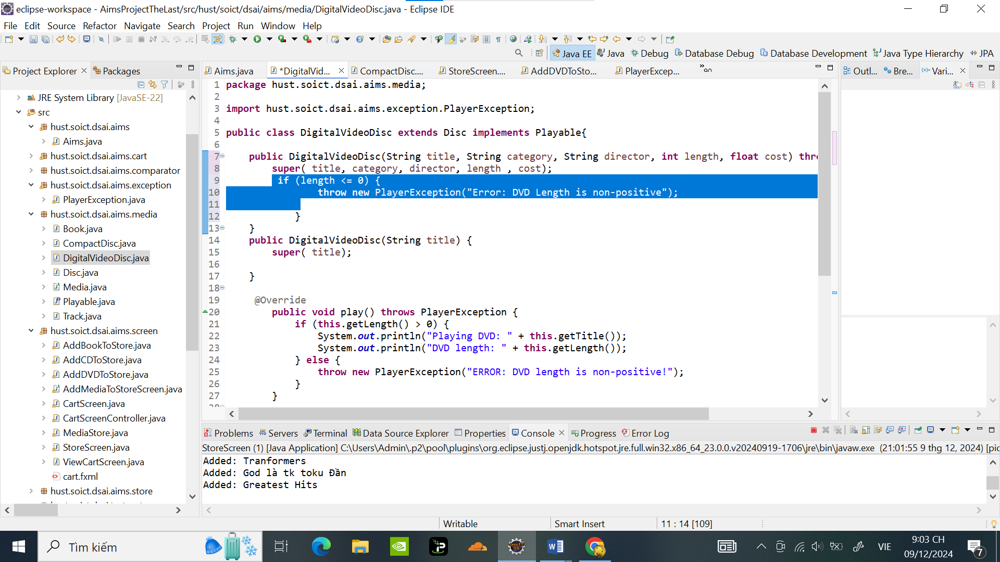 eclipse-workspace - AimsProjectTheLast/src/hust/soict/dsai/aims/media/DigitalVideoDisc.java - Eclipse IDE
File Edit Source Refactor Navigate Search Project Run Window Help
Java EE Java Debug Database Debug Database Development Java Type Hierarchy JPA
Project Explorer Packages
Aims.java *DigitalVid... CompactDisc.... StoreScreen.... AddDVDToSto... PlayerExcep... »90
Outl... Bre... (x)= Vari...
JRE System Library [JavaSE-22]
src
hust.soict.dsai.aims
Aims.java
hust.soict.dsai.aims.cart
hust.soict.dsai.aims.comparator
hust.soict.dsai.aims.exception
PlayerException.java
hust.soict.dsai.aims.media
Book.java
CompactDisc.java
DigitalVideoDisc.java
Disc.java
Media.java
Playable.java
Track.java
hust.soict.dsai.aims.screen
AddBookToStore.java
AddCDToStore.java
AddDVDToStore.java
AddMediaToStoreScreen.java
CartScreen.java
CartScreenController.java
MediaStore.java
StoreScreen.java
ViewCartScreen.java
cart.fxml
hust.soict.dsai.aims.store
1 package hust.soict.dsai.aims.media;
2
3 import hust.soict.dsai.aims.exception.PlayerException;
4
5 public class DigitalVideoDisc extends Disc implements Playable{
6
7 public DigitalVideoDisc(String title, String category, String director, int length, float cost) thro
8 super( title, category, director, length , cost);
9 if (length <= 0) {
10 throw new PlayerException("Error: DVD Length is non-positive");
11
12 }
13 }
14 public DigitalVideoDisc(String title) {
15 super( title);
16
17 }
18
19 @Override
20 public void play() throws PlayerException {
21 if (this.getLength() > 0) {
22 System.out.println("Playing DVD: " + this.getTitle());
23 System.out.println("DVD length: " + this.getLength());
24 } else {
25 throw new PlayerException("ERROR: DVD length is non-positive!");
26 }
27 }
Problems Servers Terminal Data Source Explorer Properties Console Progress Error Log
StoreScreen (1) [Java Application] C:\Users\Admin\.p2\pool\plugins\org.eclipse.justj.openjdk.hotspot.jre.full.win32.x86_64_23.0.0.v20240919-1706\jre\bin\javaw.exe (21:01:55 9 thg 12, 2024) [pic
Added: Tranformers
Added: God là tk toku Đần
Added: Greatest Hits
Writable Smart Insert 11 : 14 [109]
Tìm kiếm
VIE
9:03 CH
09/12/2024
7